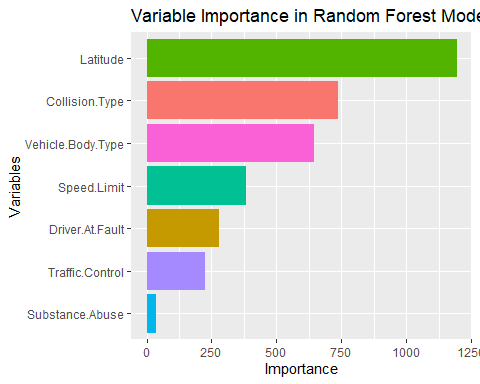 Variable Importance in Random Forest Mode
Latitude
Collision.Type
Vehicle.Body.Type
Speed.Limit
Driver.At.Fault
Traffic.Control
Substance.Abuse
Variables
0 250 500 750 1000 1250
Importance